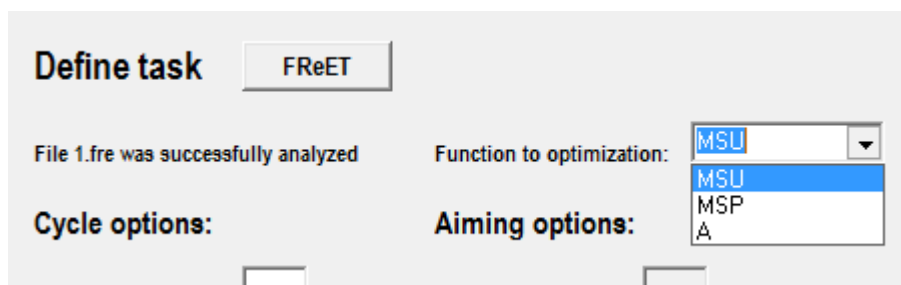 Define task FReET
File 1.fre was successfully analyzed Function to optimization: MSU
MSU
MSP
A
Cycle options: Aiming options: